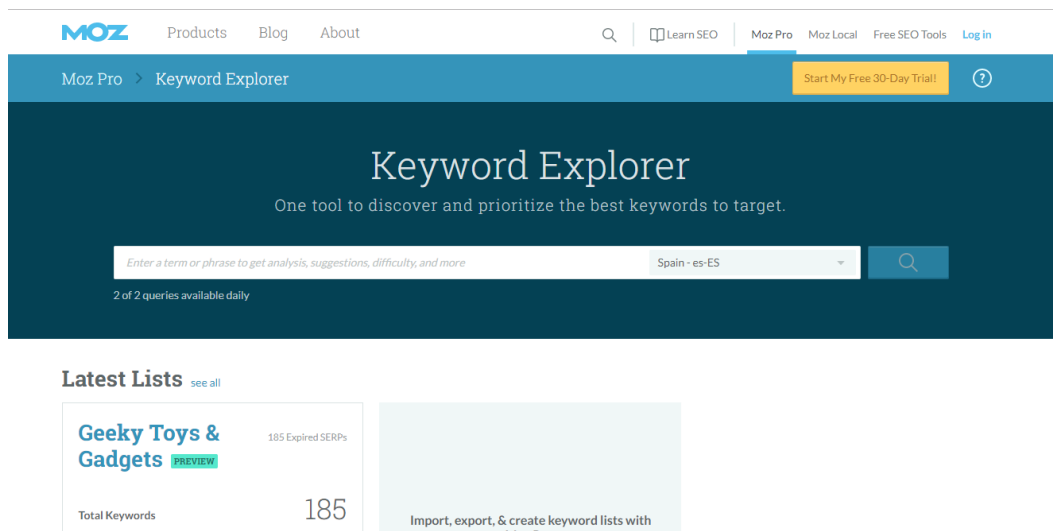 MOZ Products Blog About Learn SEO Moz Pro Moz Local Free SEO Tools Log in
Moz Pro > Keyword Explorer Start My Free 30-Day Trial! ?
Keyword Explorer
One tool to discover and prioritize the best keywords to target.
Enter a term or phrase to get analysis, suggestions, difficulty, and more Spain - es-ES
2 of 2 queries available daily
Latest Lists see all
Geeky Toys & 185 Expired SERPs
Gadgets PREVIEW
Total Keywords 185
Import, export, & create keyword lists with